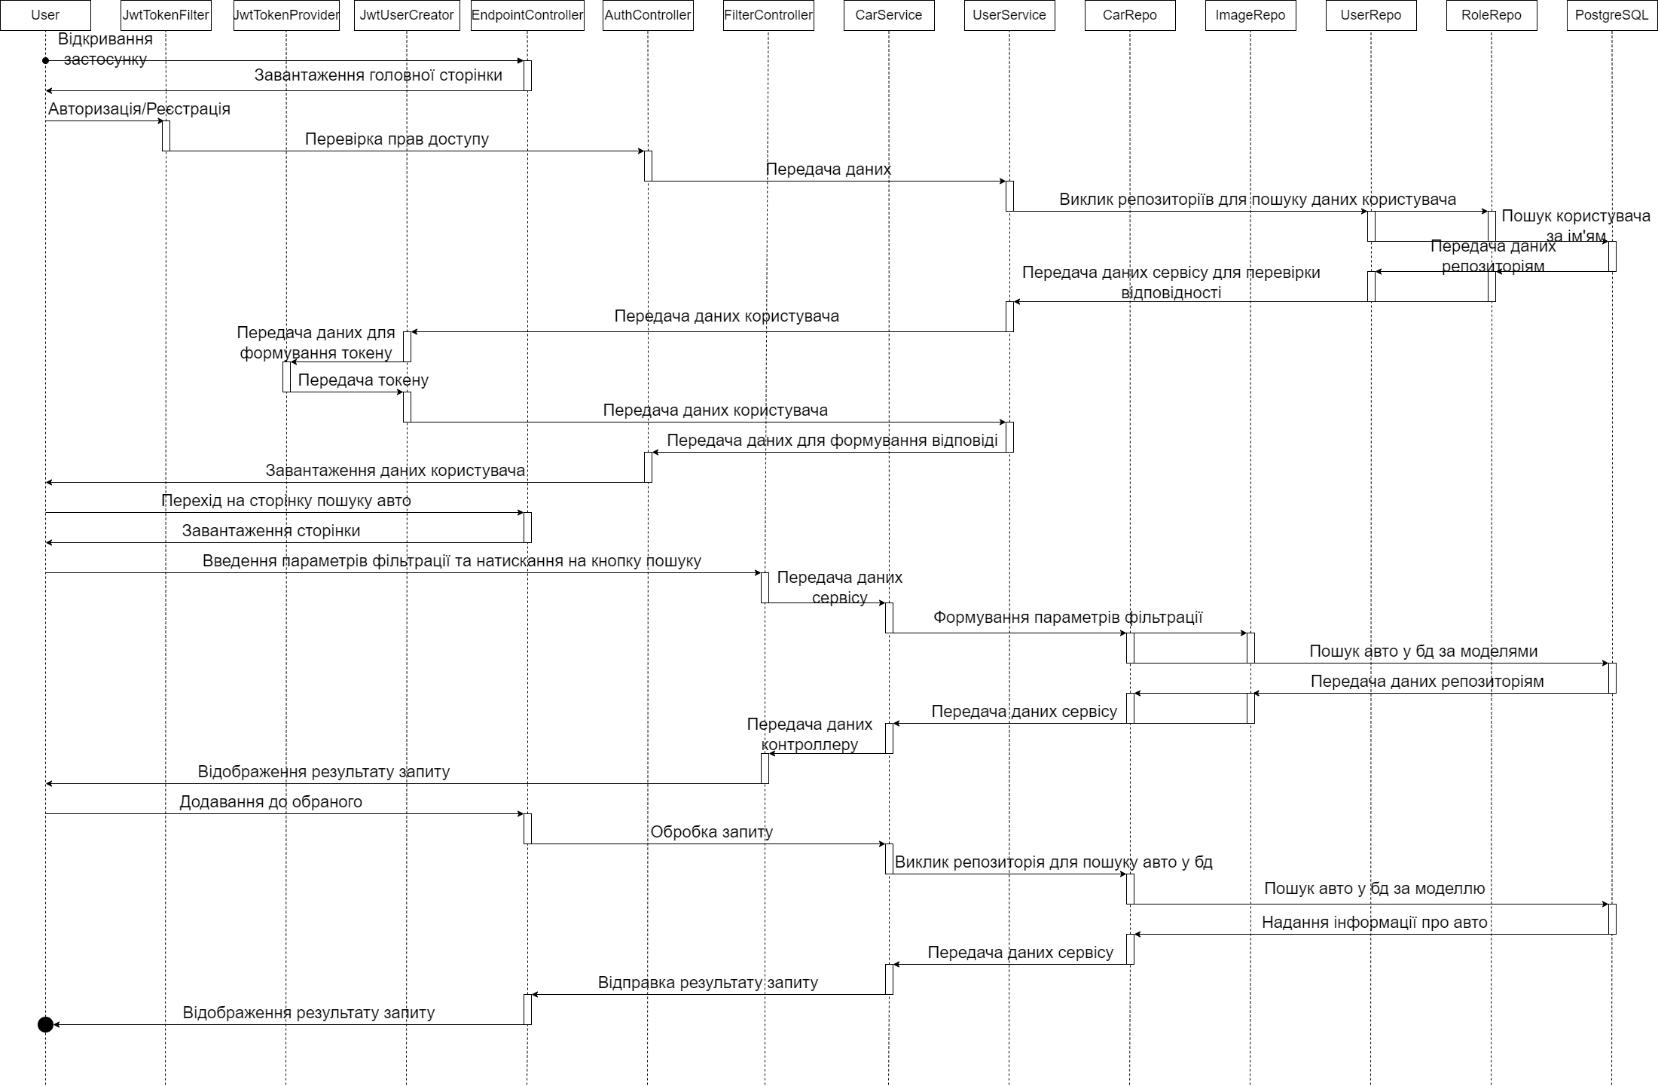 User
JwtTokenFilter
JwtTokenProvider
JwtUserCreator
EndpointController
AuthController
FilterController
CarService
UserService
CarRepo
ImageRepo
UserRepo
RoleRepo
PostgreSQL
Відкривання
застосунку
Завантаження головної сторінки
Авторизація/Реєстрація
Перевірка прав доступу
Передача даних
Виклик репозиторіїв для пошуку даних користувача
Пошук користувача
за ім'ям
Передача даних
репозиторіям
Передача даних сервісу для перевірки
відповідності
Передача даних користувача
Передача даних для
формування токену
Передача токену
Передача даних користувача
Передача даних для формування відповіді
Завантаження даних користувача
Перехід на сторінку пошуку авто
Завантаження сторінки
Введення параметрів фільтрації та натискання на кнопку пошуку
Передача даних
сервісу
Формування параметрів фільтрації
Пошук авто у бд за моделями
Передача даних репозиторіям
Передача даних сервісу
Передача даних
контроллеру
Відображення результату запиту
Додавання до обраного
Обробка запиту
Виклик репозиторія для пошуку авто у бд
Пошук авто у бд за моделлю
Надання інформації про авто
Передача даних сервісу
Відправка результату запиту
Відображення результату запиту